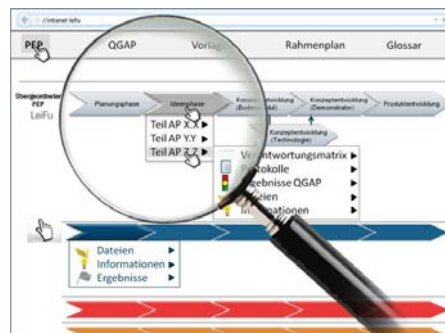 //intranet-leifu
PEP QGAP Vorla Rahmenplan Glossar
Übergeordneter
PEP
LeiFu
Planungsphase Ideenphase Konzeptentwicklung Konzeptentwicklung (Demonstrator) Produktentwicklung
Konzeptentwicklung
(Technologie)
Teil AP X.X
Teil AP Y.Y
Teil AP Z.Z
Verantwortungsmatrix
Protokolle
Ergebnisse QGAP
Informationen
Dateien
Informationen
Ergebnisse